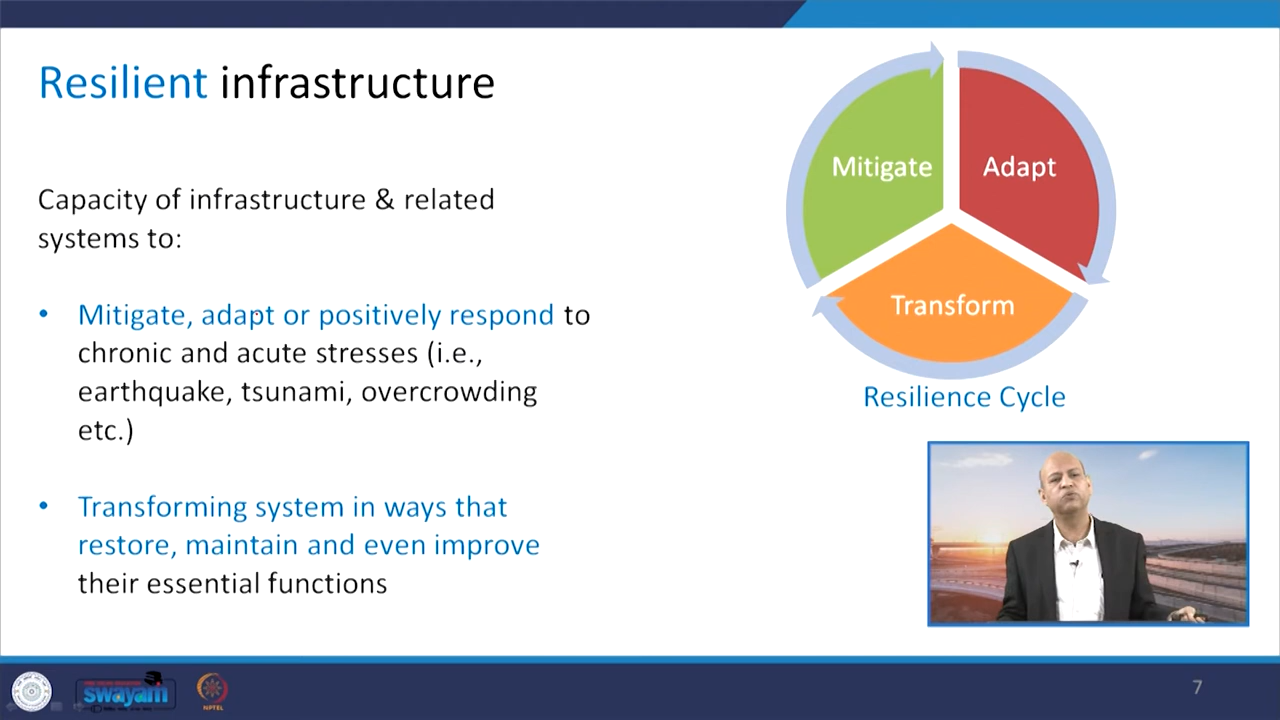 Resilient infrastructure
Capacity of infrastructure & related
systems to:
• Mitigate, adapt or positively respond to
chronic and acute stresses (i.e.,
earthquake, tsunami, overcrowding
etc.)
• Transforming system in ways that
restore, maintain and even improve
their essential functions
Mitigate
Adapt
Transform
Resilience Cycle
swayam
NPTEL
7